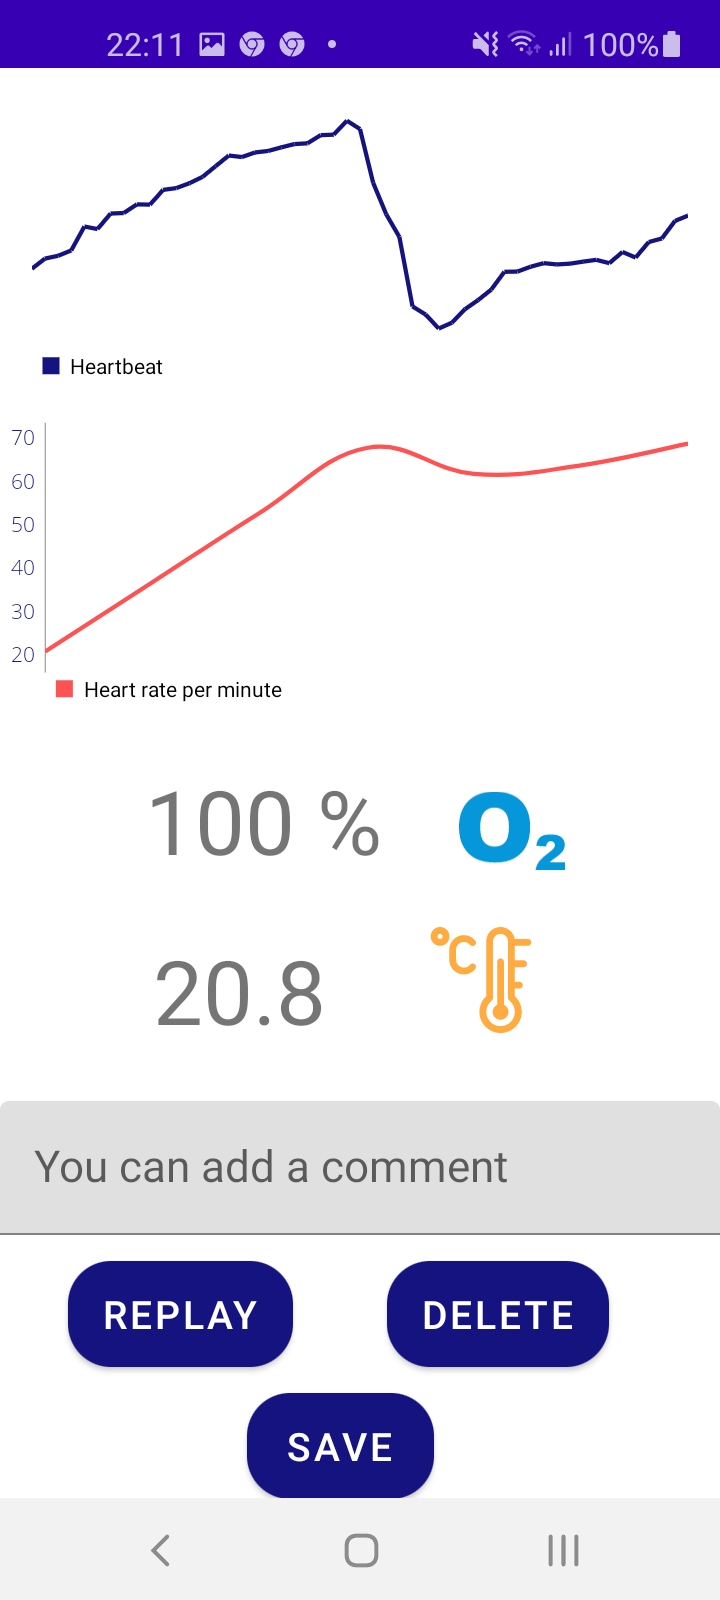 22:11 100%
Heartbeat
70
60
50
40
30
20
Heart rate per minute
100 % O₂
20.8 °C
You can add a comment
REPLAY DELETE
SAVE